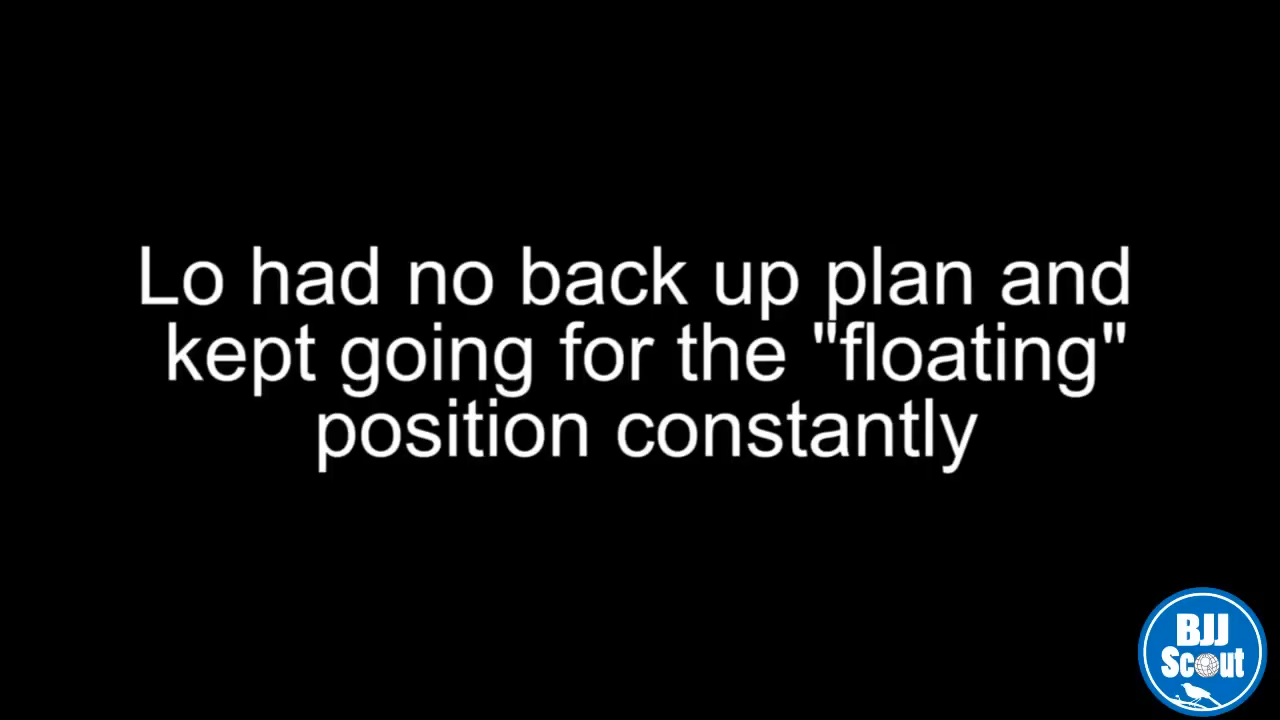 Lo had no back up plan and
kept going for the "floating"
position constantly
BJJ
Scout